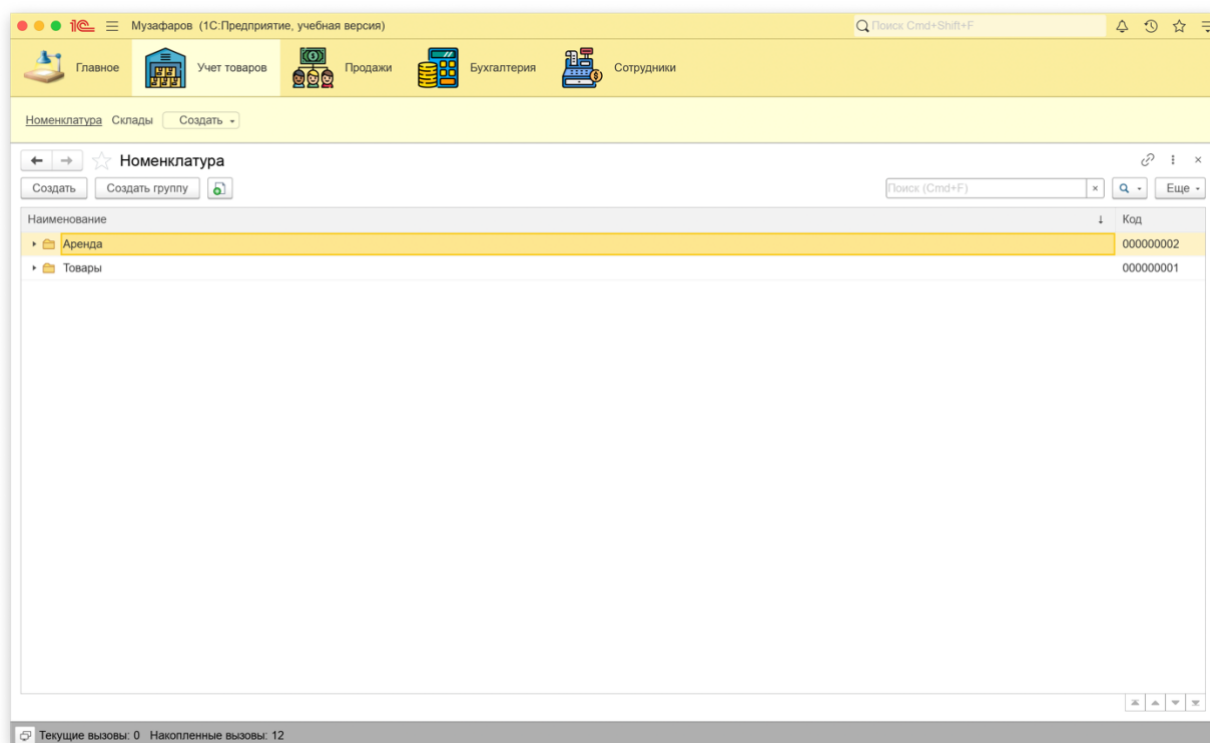 1С Музафаров (1С:Предприятие, учебная версия) Поиск Cmd+Shift+F
Главное Учет товаров Продажи Бухгалтерия Сотрудники
Номенклатура Склады Создать
Номенклатура
Создать Создать группу Поиск (Cmd+F) Еще
Наименование Код
Аренда 000000002
Товары 000000001
Текущие вызовы: 0 Накопленные вызовы: 12